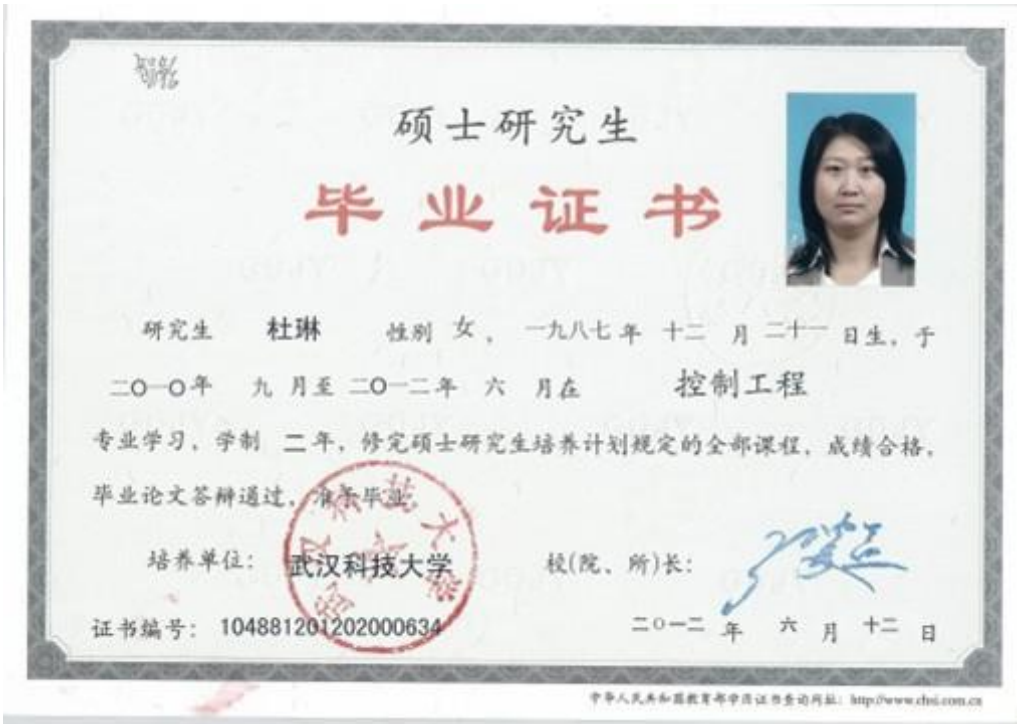 硕士研究生
毕业证书
研究生 杜琳 性别 女， 一九八七 年 十二 月 二十一 日生，于
二〇一〇年 九 月至 二〇一二年 六 月在 控制工程
专业学习，学制 二 年，修完硕士研究生培养计划规定的全部课程，成绩合格，
毕业论文答辩通过，准予毕业。
培养单位： 武汉科技大学 校(院、所)长：
证书编号： 104881201202000634 二〇一二 年 六 月 十二 日
中华人民共和国教育部学历证书查询网址： http://www.chsi.com.cn